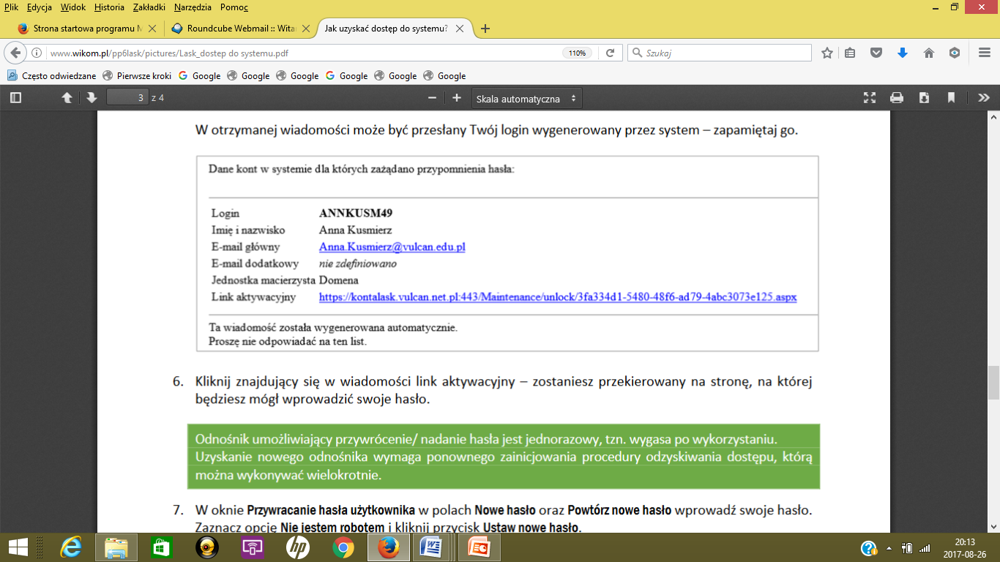 Plik Edycja Widok Historia Zakładki Narzędzia Pomoc
Strona startowa programu M
Roundcube Webmail :: Wita
Jak uzyskać dostęp do systemu?
www.wikom.pl/pp6lask/pictures/Lask_dostep do systemu.pdf
110%
Szukaj
Często odwiedzane Pierwsze kroki Google Google Google Google Google Google
3 z 4
Skala automatyczna
W otrzymanej wiadomości może być przesłany Twój login wygenerowany przez system – zapamiętaj go.
Dane kont w systemie dla których zażądano przypomnienia hasła:
Login ANNKUSM49
Imię i nazwisko Anna Kusmierz
E-mail główny Anna.Kusmierz@vulcan.edu.pl
E-mail dodatkowy nie zdefiniowano
Jednostka macierzysta Domena
Link aktywacyjny https://kontalask.vulcan.net.pl:443/Maintenance/unlock/3fa334d1-5480-48f6-ad79-4abc3073e125.aspx
Ta wiadomość została wygenerowana automatycznie.
Proszę nie odpowiadać na ten list.
6. Kliknij znajdujący się w wiadomości link aktywacyjny – zostaniesz przekierowany na stronę, na której
będziesz mógł wprowadzić swoje hasło.
Odnośnik umożliwiający przywrócenie/ nadanie hasła jest jednorazowy, tzn. wygasa po wykorzystaniu.
Uzyskanie nowego odnośnika wymaga ponownego zainicjowania procedury odzyskiwania dostępu, którą
można wykonywać wielokrotnie.
7. W oknie Przywracanie hasła użytkownika w polach Nowe hasło oraz Powtórz nowe hasło wprowadź swoje hasło.
Zaznacz opcję Nie jestem robotem i kliknij przycisk Ustaw nowe hasło.
20:13
2017-08-26